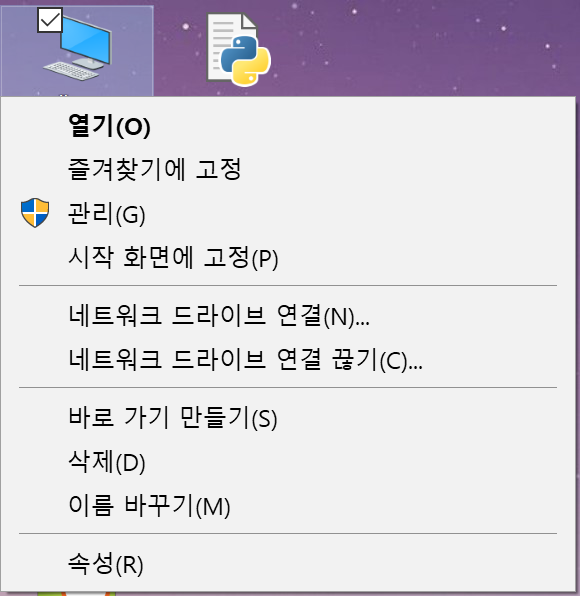 열기(O)
즐겨찾기에 고정
관리(G)
시작 화면에 고정(P)
네트워크 드라이브 연결(N)...
네트워크 드라이브 연결 끊기(C)...
바로 가기 만들기(S)
삭제(D)
이름 바꾸기(M)
속성(R)